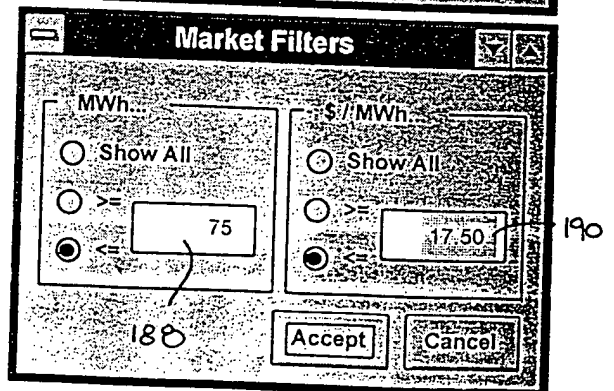 Market Filters
MWh...
Show All
>=
<=
75
$ / MWh...
Show All
>=
<=
17.50
190
188
Accept
Cancel